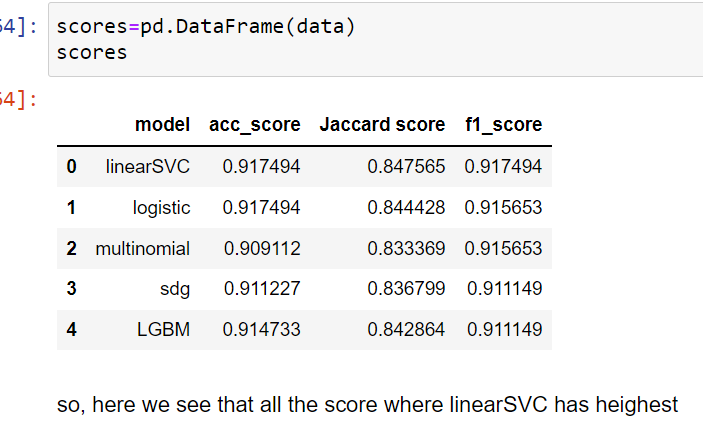 54]: scores=pd.DataFrame(data)
scores
54]:
model acc_score Jaccard score f1_score
0 linearSVC 0.917494 0.847565 0.917494
1 logistic 0.917494 0.844428 0.915653
2 multinomial 0.909112 0.833369 0.915653
3 sdg 0.911227 0.836799 0.911149
4 LGBM 0.914733 0.842864 0.911149
so, here we see that all the score where linearSVC has heighest